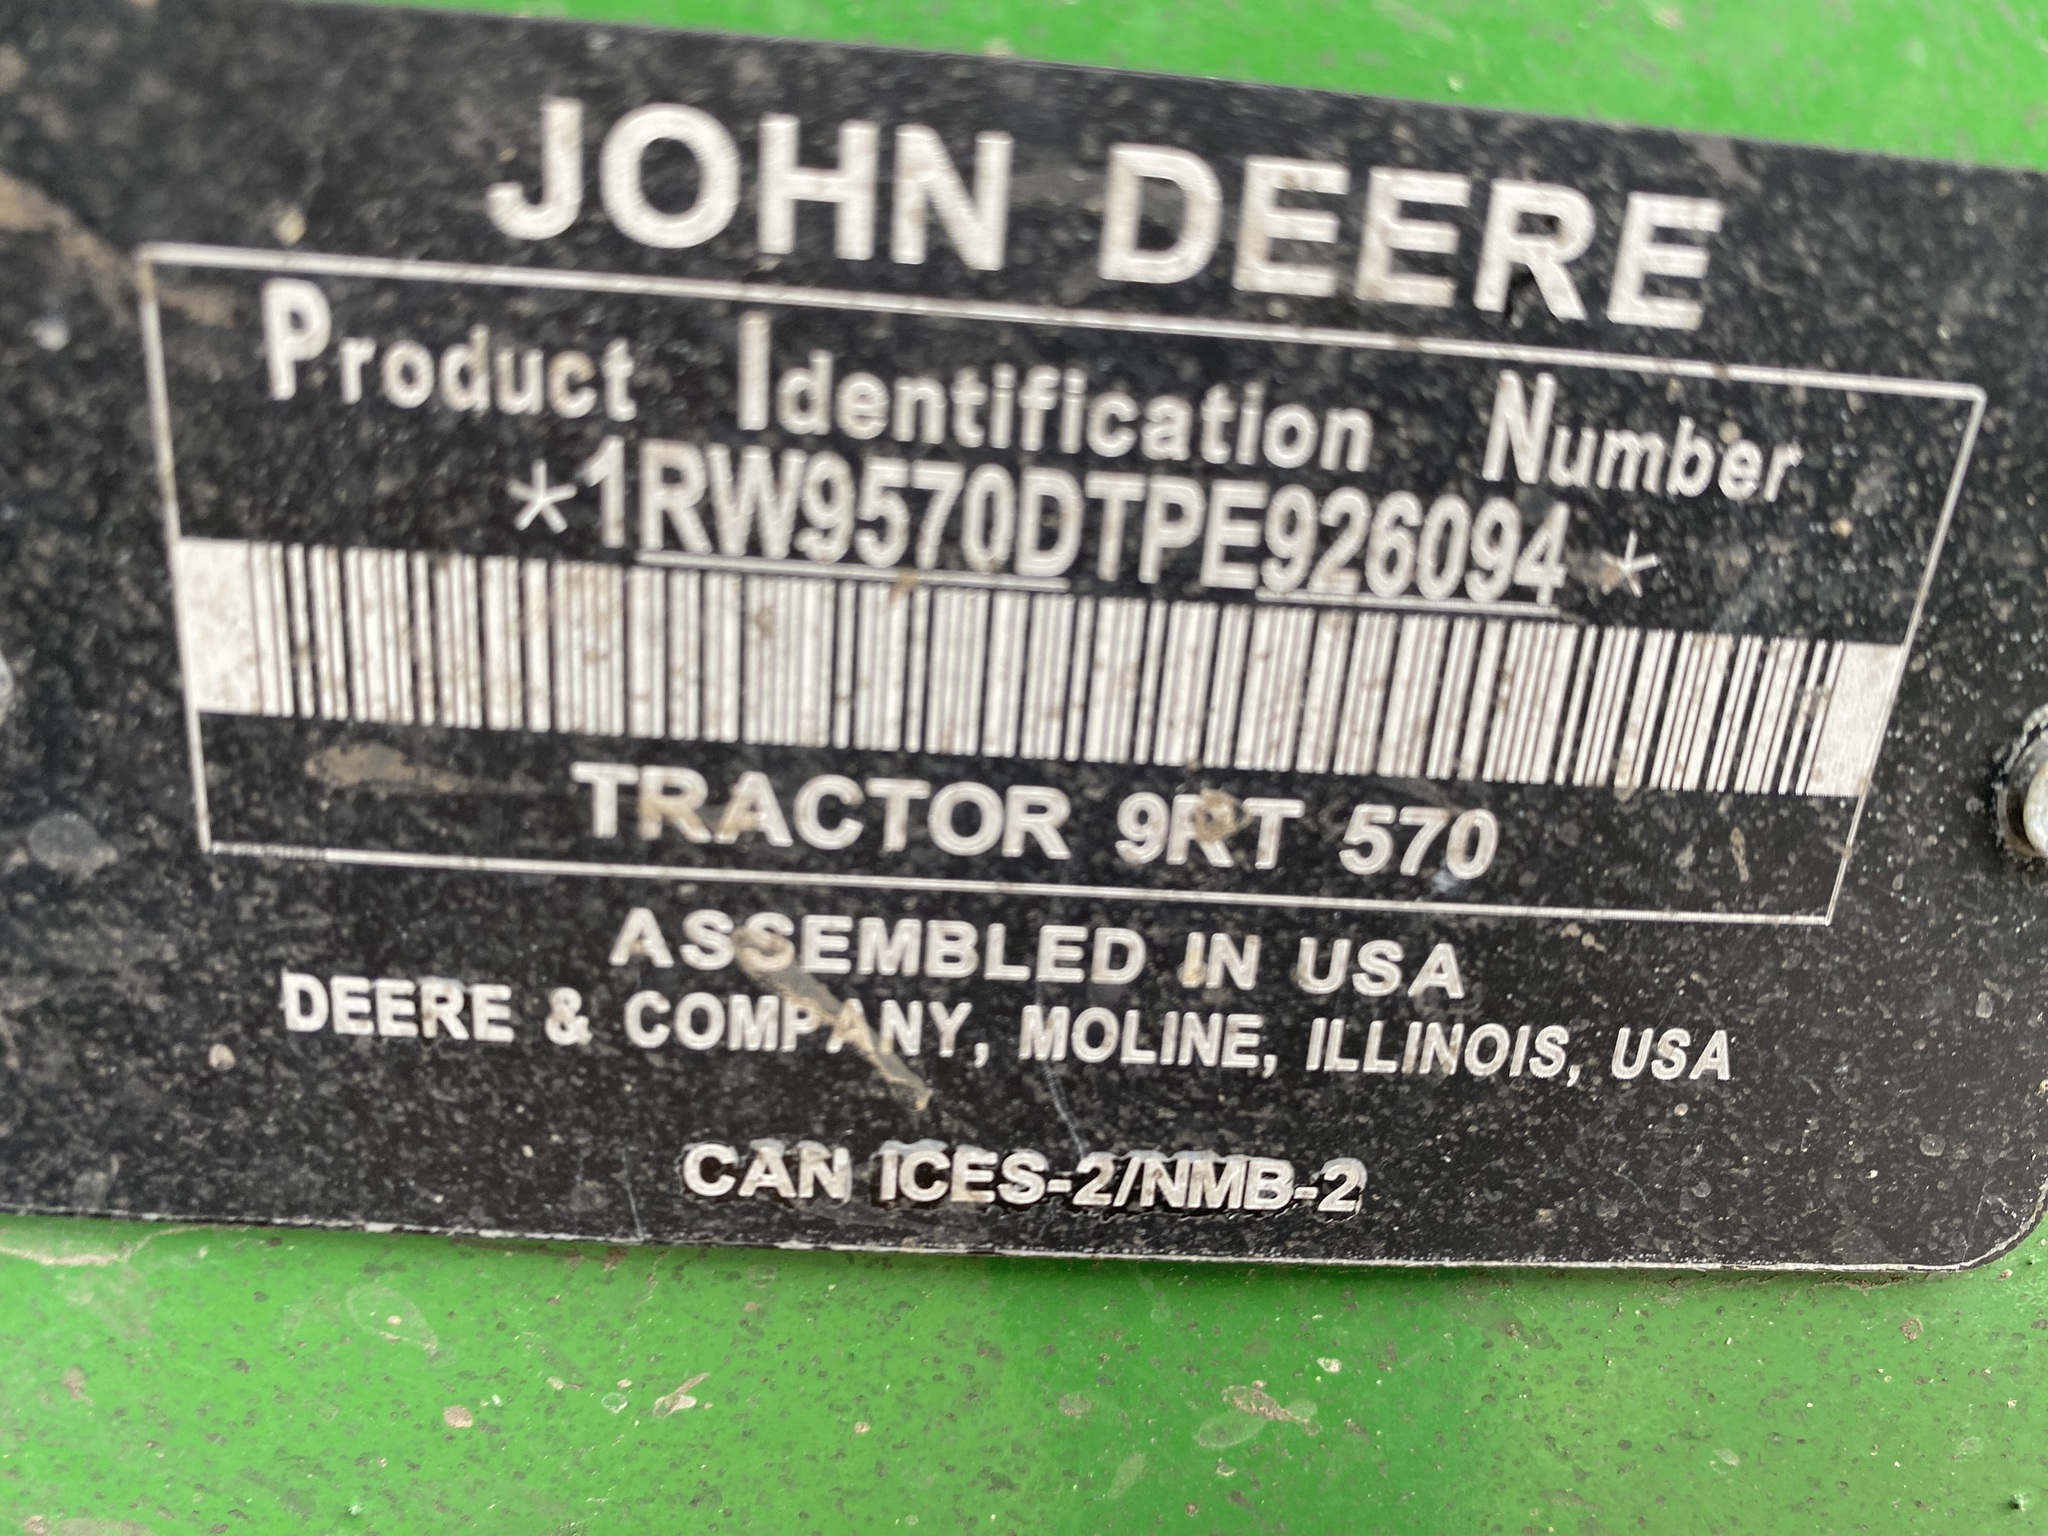 JOHN DEERE
Product Identification Number
*1RW9570DTPE926094*
TRACTOR 9RT 570
ASSEMBLED IN USA
DEERE & COMPANY, MOLINE, ILLINOIS, USA
CAN ICES-2/NMB-2